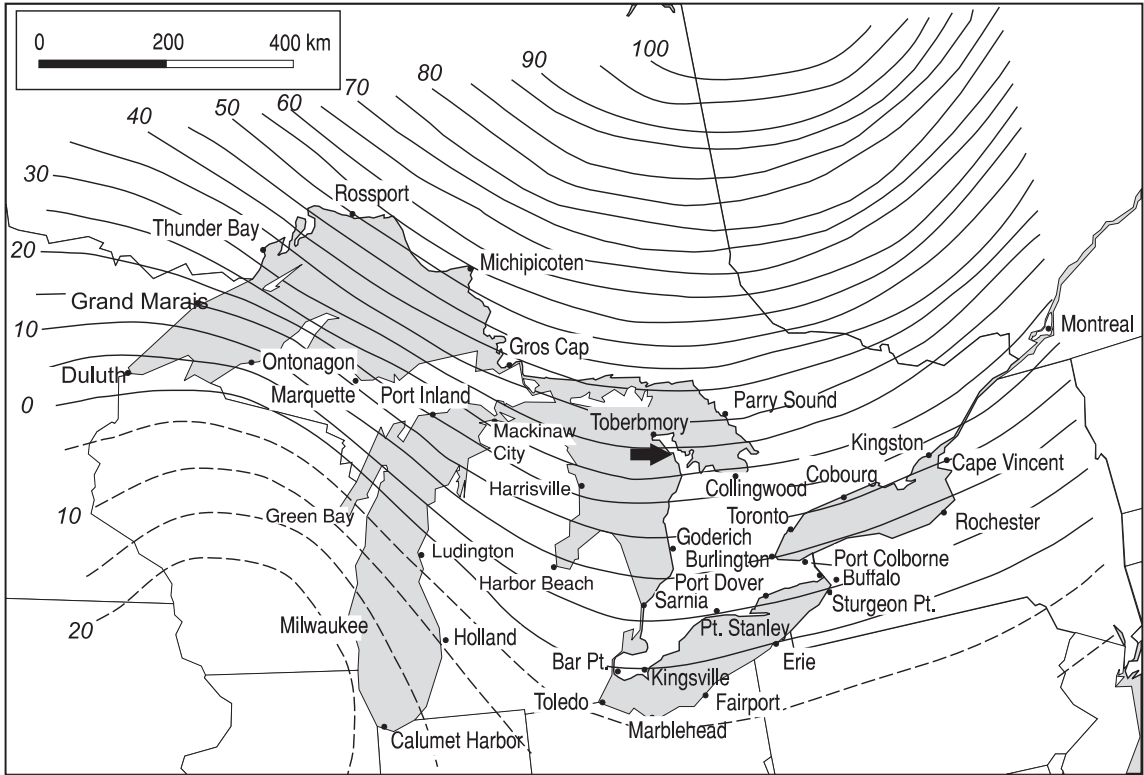 0 200 400 km
100
90
80
70
60
50
40
30
20
10
0
10
20
Rossport
Thunder Bay
Michipicoten
Grand Marais
Gros Cap
Montreal
Ontonagon
Duluth
Marquette
Port Inland
Parry Sound
Toberbmory
Mackinaw
City
Kingston
Cape Vincent
Cobourg
Collingwood
Harrisville
Toronto
Green Bay
Rochester
Goderich
Ludington
Burlington
Port Colborne
Harbor Beach
Port Dover
Buffalo
Sarnia
Sturgeon Pt.
Milwaukee
Pt. Stanley
Holland
Bar Pt.
Erie
Kingsville
Toledo
Fairport
Marblehead
Calumet Harbor